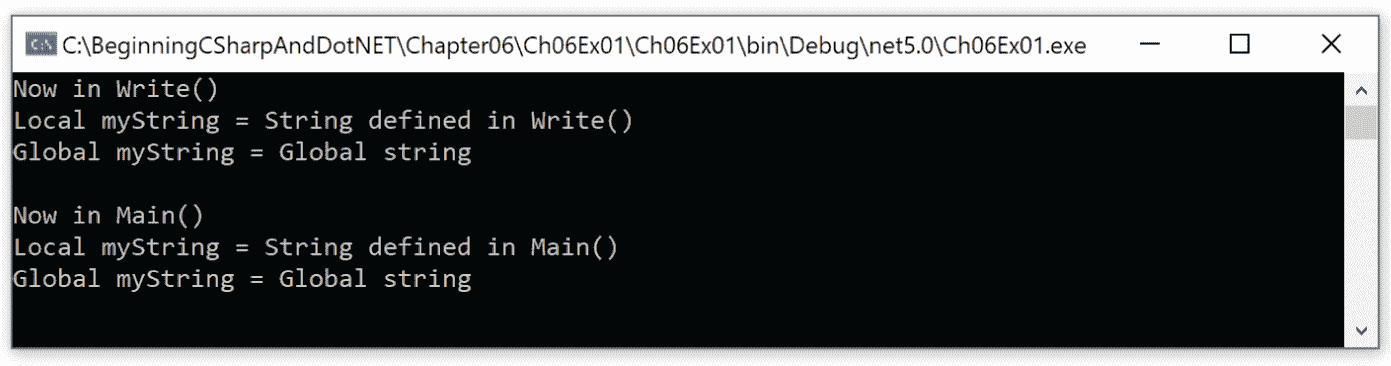 C:\BeginningCSharpAndDotNET\Chapter06\Ch06Ex01\Ch06Ex01\bin\Debug\net5.0\Ch06Ex01.exe
Now in Write()
Local myString = String defined in Write()
Global myString = Global string
Now in Main()
Local myString = String defined in Main()
Global myString = Global string